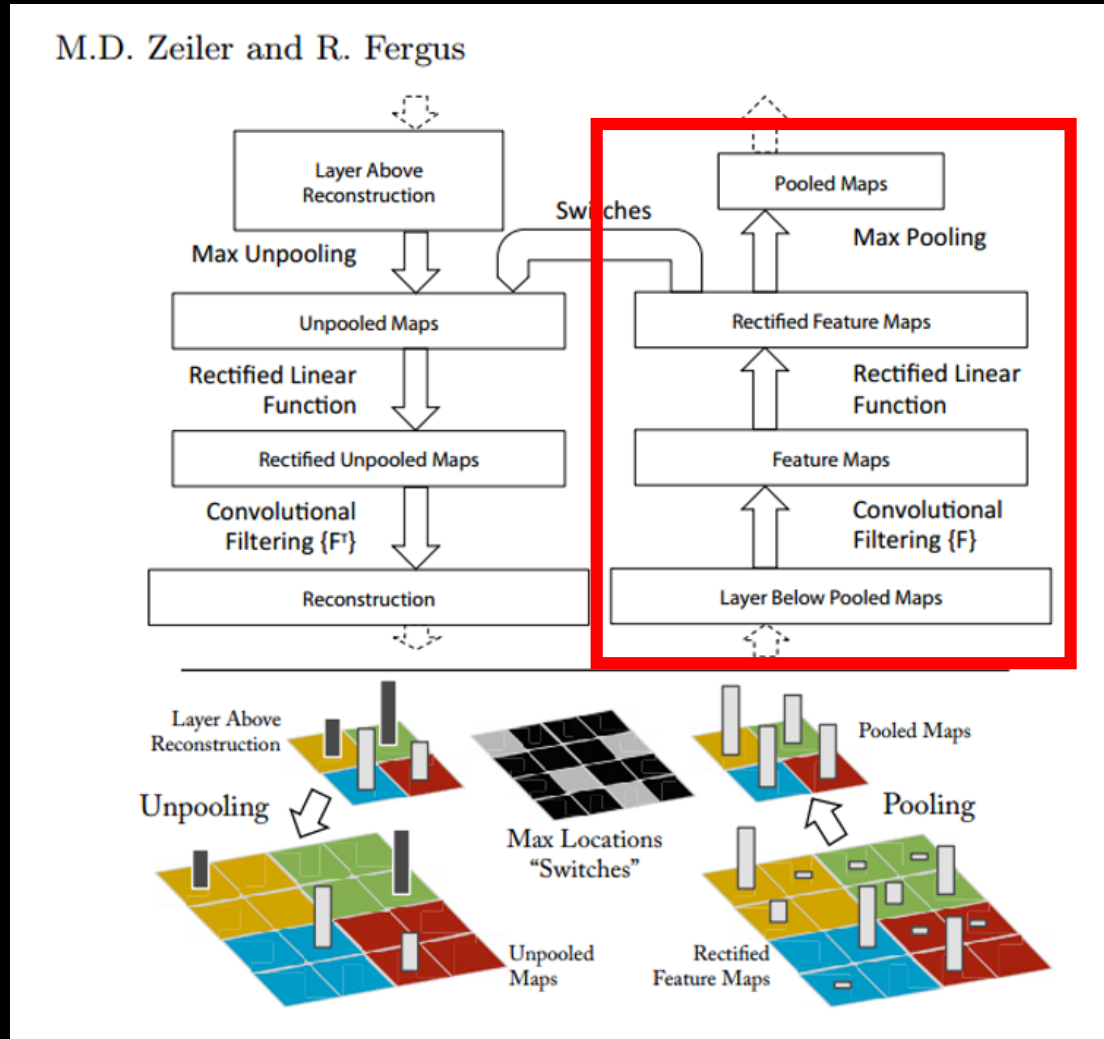 M.D. Zeiler and R. Fergus
Layer Above
Reconstruction
Pooled Maps
Switches
Max Unpooling
Max Pooling
Unpooled Maps
Rectified Feature Maps
Rectified Linear
Function
Rectified Linear
Function
Rectified Unpooled Maps
Feature Maps
Convolutional
Filtering {Fᵀ}
Convolutional
Filtering {F}
Reconstruction
Layer Below Pooled Maps
Layer Above
Reconstruction
Pooled Maps
Unpooling
Pooling
Max Locations
“Switches”
Unpooled
Maps
Rectified
Feature Maps